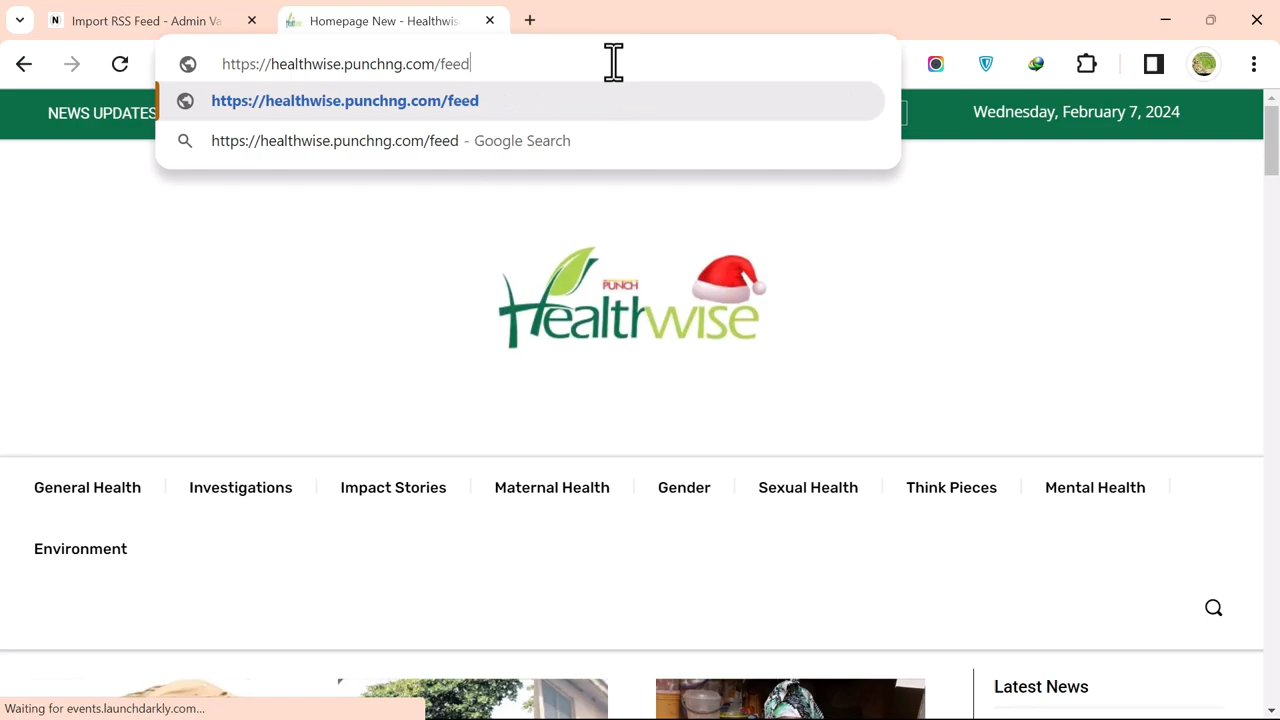 N Import RSS Feed - Admin Va
Homepage New - Healthwis
https://healthwise.punchng.com/feed
https://healthwise.punchng.com/feed
https://healthwise.punchng.com/feed - Google Search
NEWS UPDATES
Wednesday, February 7, 2024
PUNCH
Healthwise
General Health
Investigations
Impact Stories
Maternal Health
Gender
Sexual Health
Think Pieces
Mental Health
Environment
Latest News
Waiting for events.launchdarkly.com...